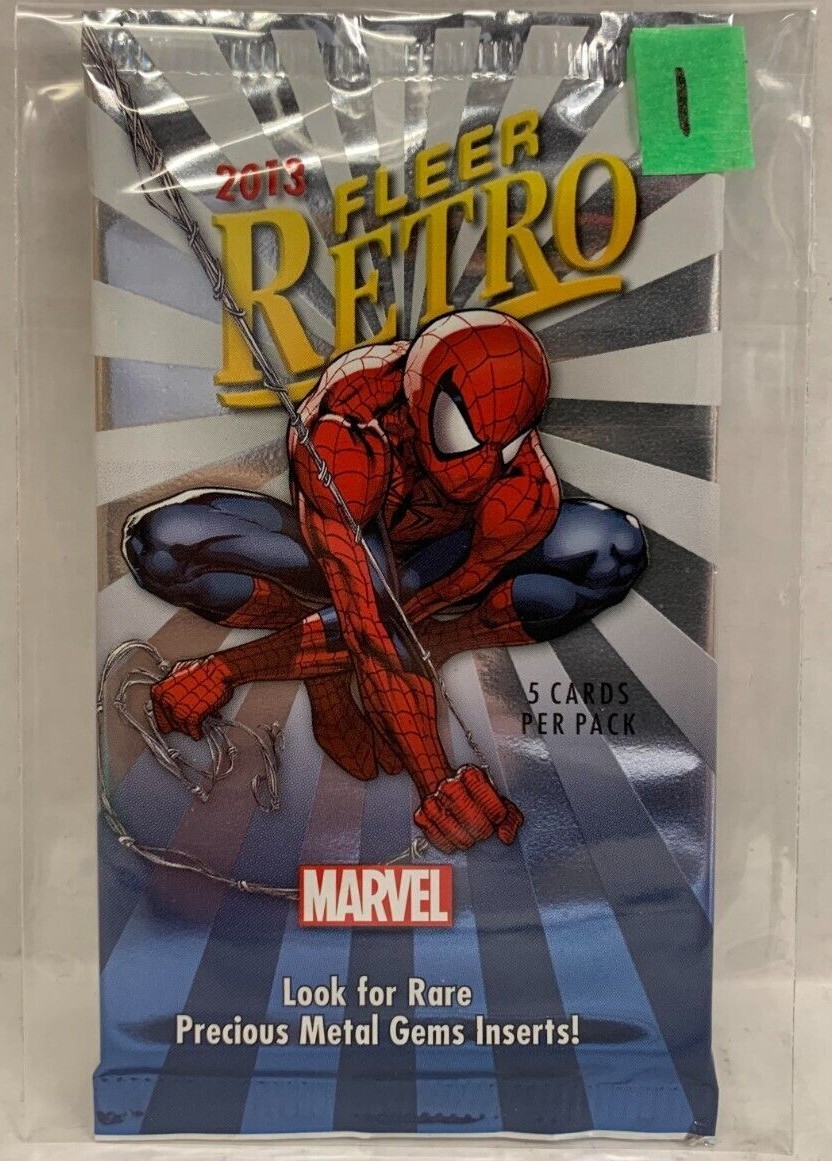 1
2013
FLEER
RETRO
5 CARDS
PER PACK
MARVEL
Look for Rare
Precious Metal Gems Inserts!